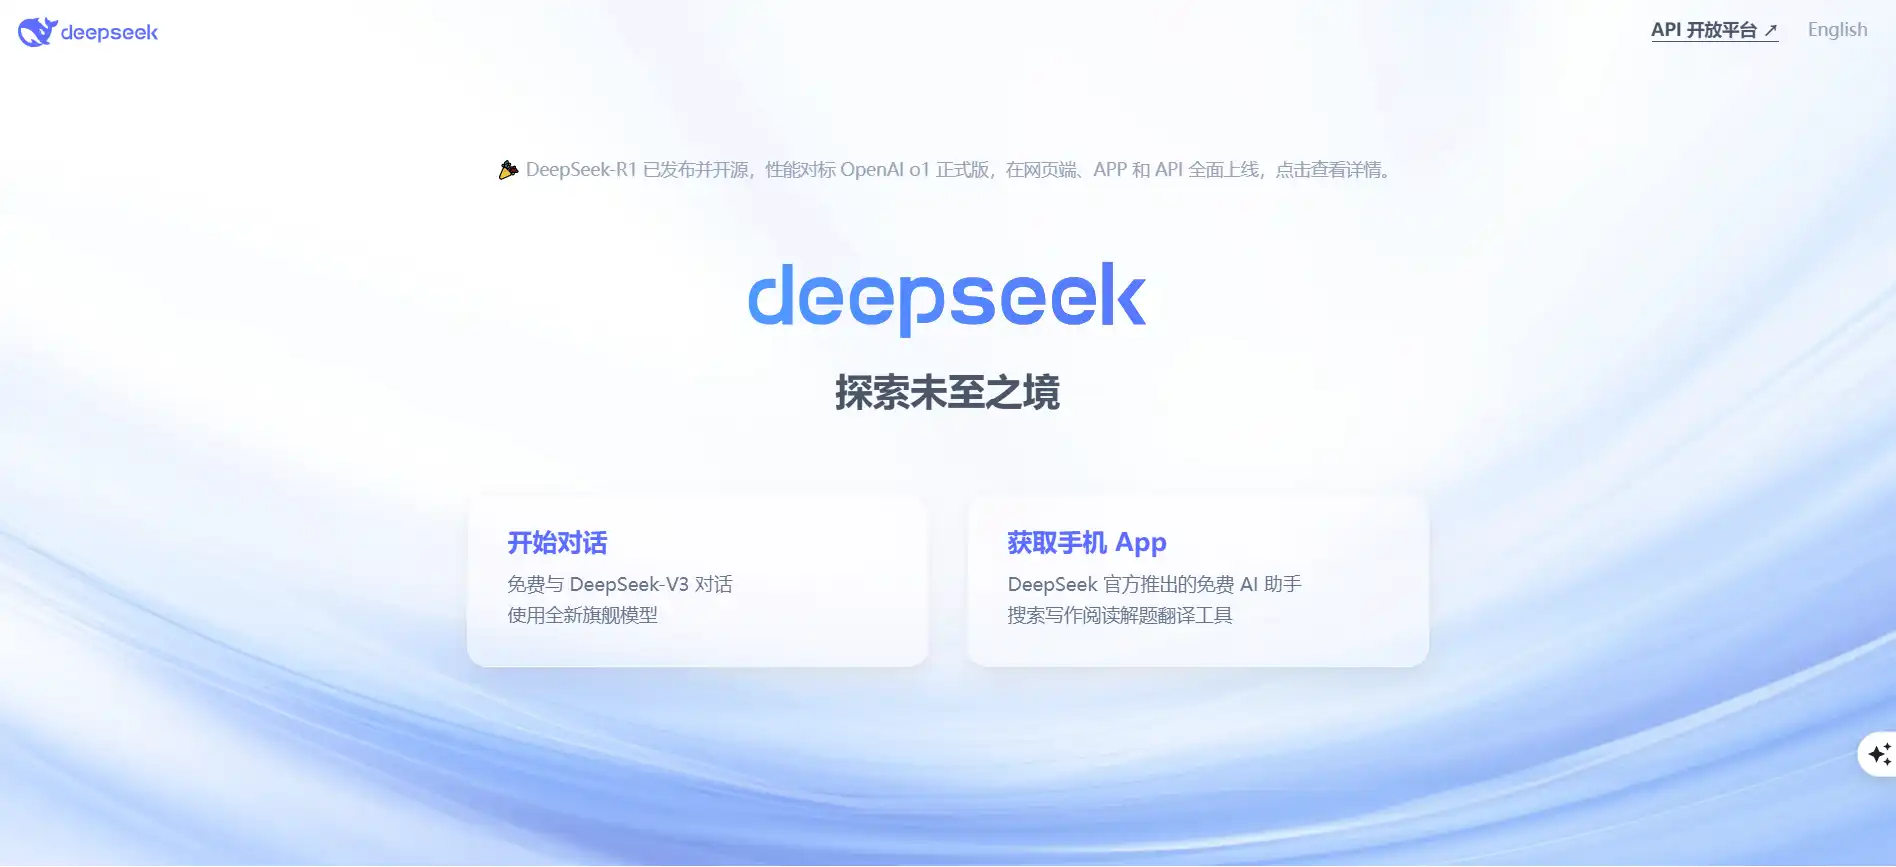 deepseek
API 开放平台 ↗
English
🎉 DeepSeek-R1 已发布并开源，性能对标 OpenAI o1 正式版，在网页端、APP 和 API 全面上线，点击查看详情。
deepseek
探索未至之境
开始对话
免费与 DeepSeek-V3 对话
使用全新旗舰模型
获取手机 App
DeepSeek 官方推出的免费 AI 助手
搜索写作阅读解题翻译工具